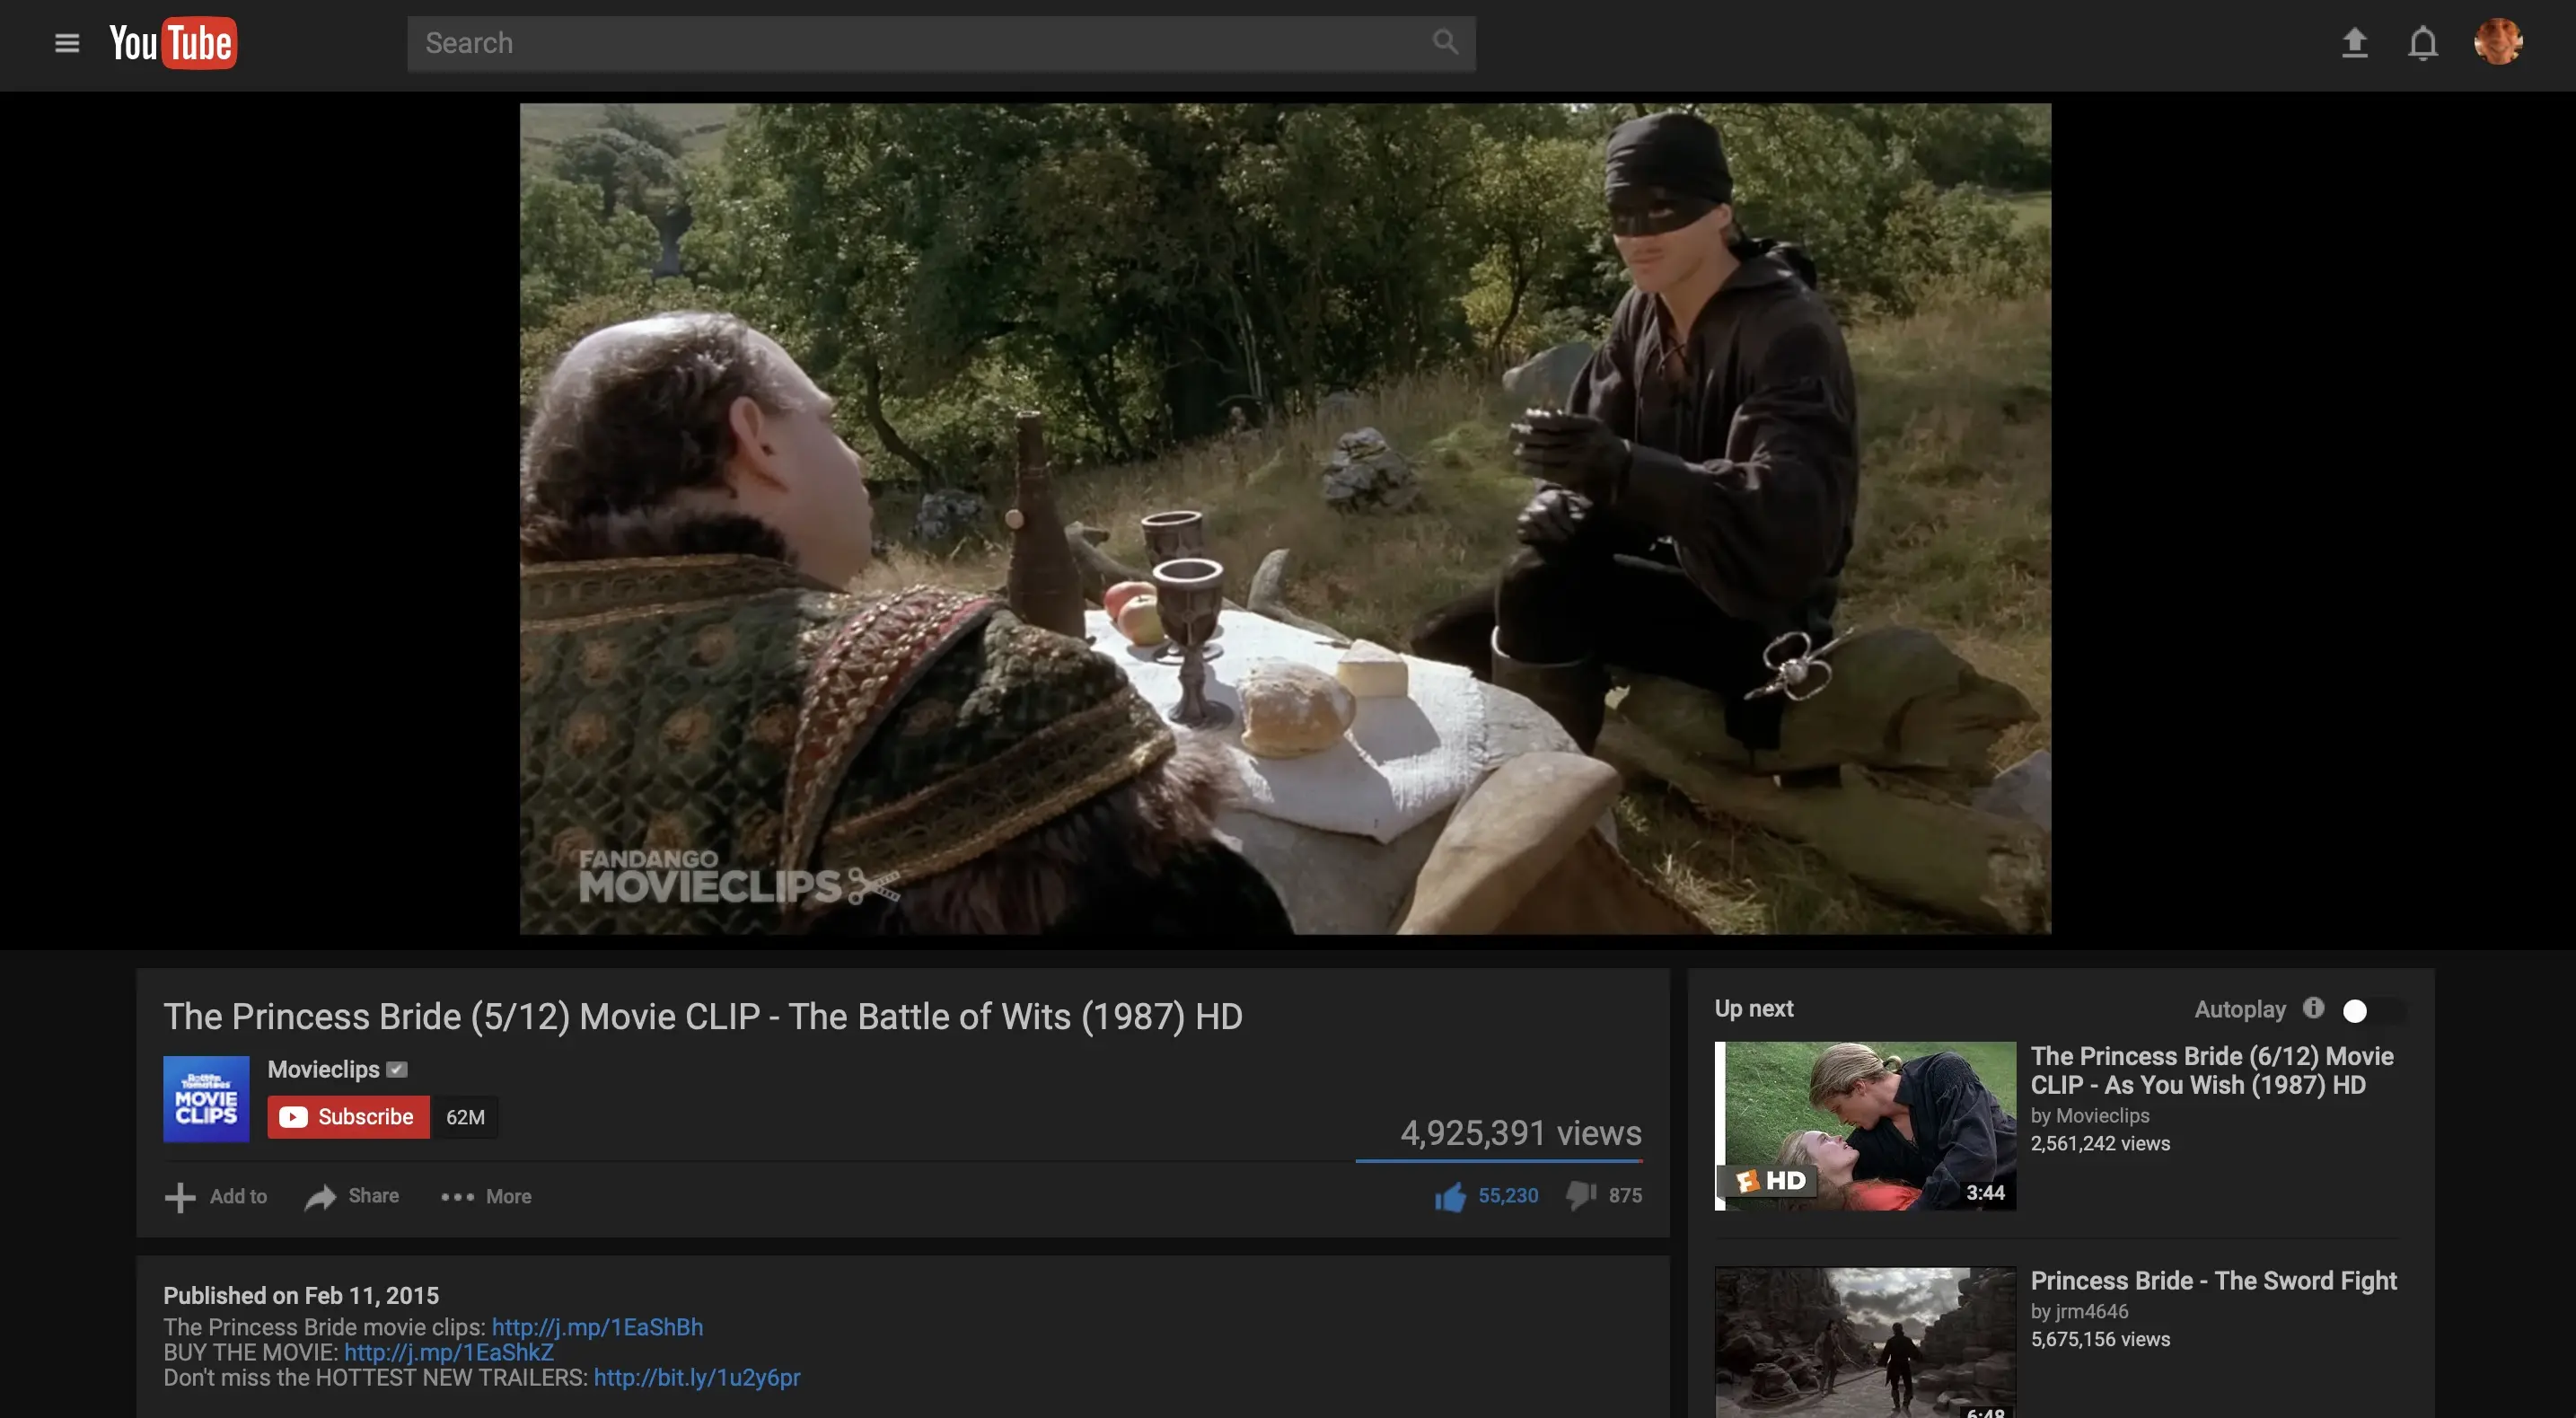 YouTube
Search
FANDANGO
MOVIECLIPS
The Princess Bride (5/12) Movie CLIP - The Battle of Wits (1987) HD
Rotten
Tomatoes
MOVIE
CLIPS
Movieclips
Subscribe 62M
4,925,391 views
Add to Share More
55,230 875
Published on Feb 11, 2015
The Princess Bride movie clips: http://j.mp/1EaShBh
BUY THE MOVIE: http://j.mp/1EaShkZ
Don't miss the HOTTEST NEW TRAILERS: http://bit.ly/1u2y6pr
Up next Autoplay
HD
3:44
The Princess Bride (6/12) Movie
CLIP - As You Wish (1987) HD
by Movieclips
2,561,242 views
6:48
Princess Bride - The Sword Fight
by jrm4646
5,675,156 views